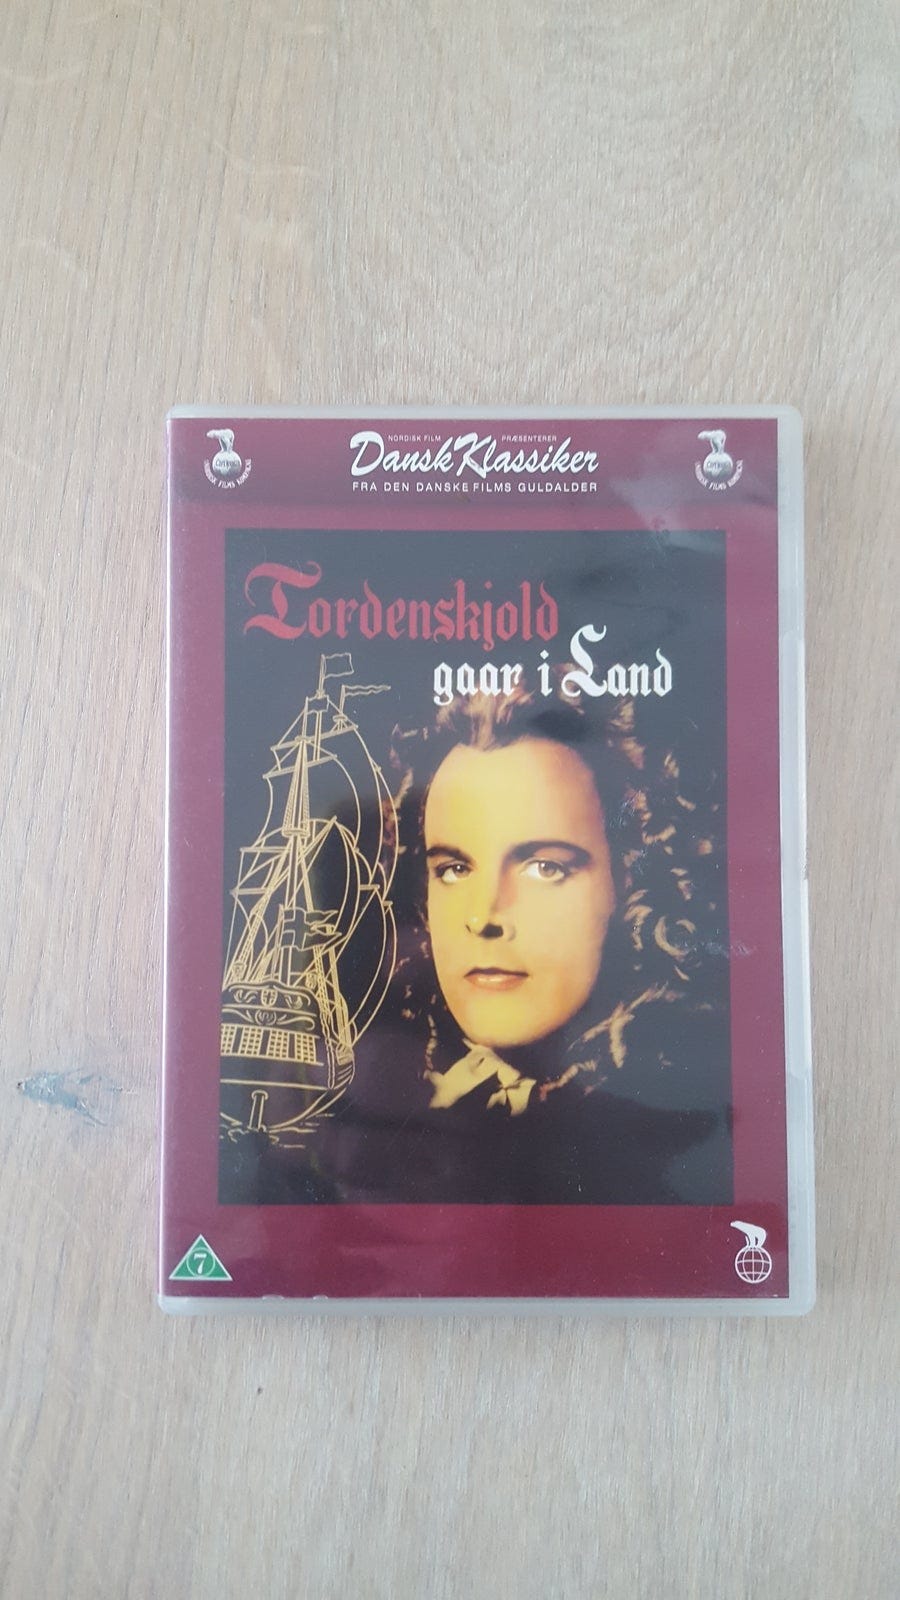 NORDISK FILM PRÆSENTERER
Dansk Klassiker
FRA DEN DANSKE FILMS GULDALDER
Tordenskjold
gaar i Land
7